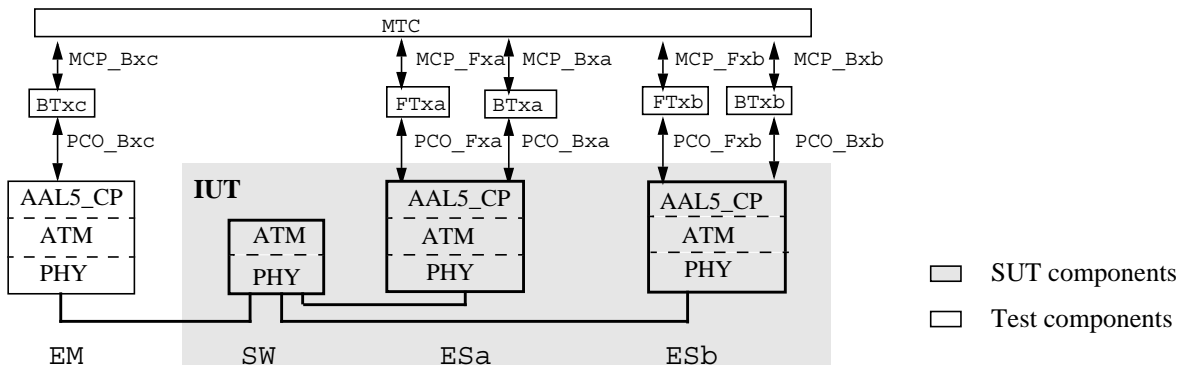 MTC
MCP_Bxc MCP_Fxa MCP_Bxa MCP_Fxb MCP_Bxb
BTxc FTxa BTxa FTxb BTxb
PCO_Bxc PCO_Fxa PCO_Bxa PCO_Fxb PCO_Bxb
IUT
AAL5_CP AAL5_CP AAL5_CP
ATM ATM ATM ATM
PHY PHY PHY PHY
SUT components
Test components
EM SW ESa ESb